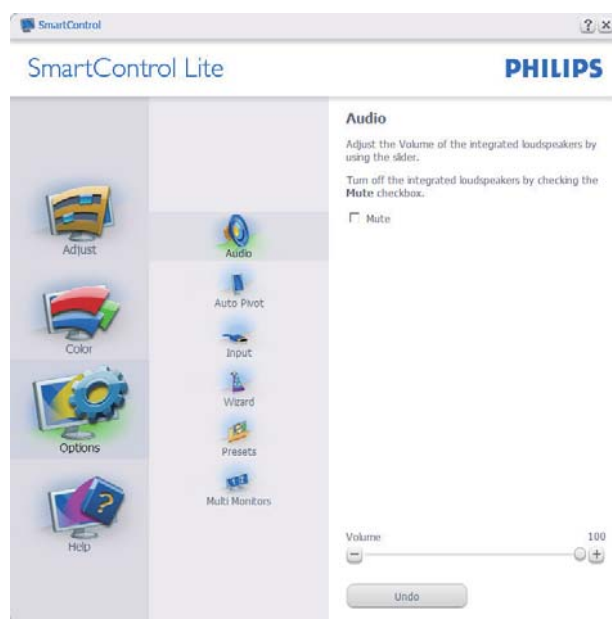 SmartControl
SmartControl Lite
PHILIPS
Adjust
Color
Options
Help
Audio
Auto Pivot
Input
Wizard
Presets
Multi Monitors
Audio
Adjust the Volume of the integrated loudspeakers by
using the slider.
Turn off the integrated loudspeakers by checking the
Mute checkbox.
Mute
Volume 100
Undo